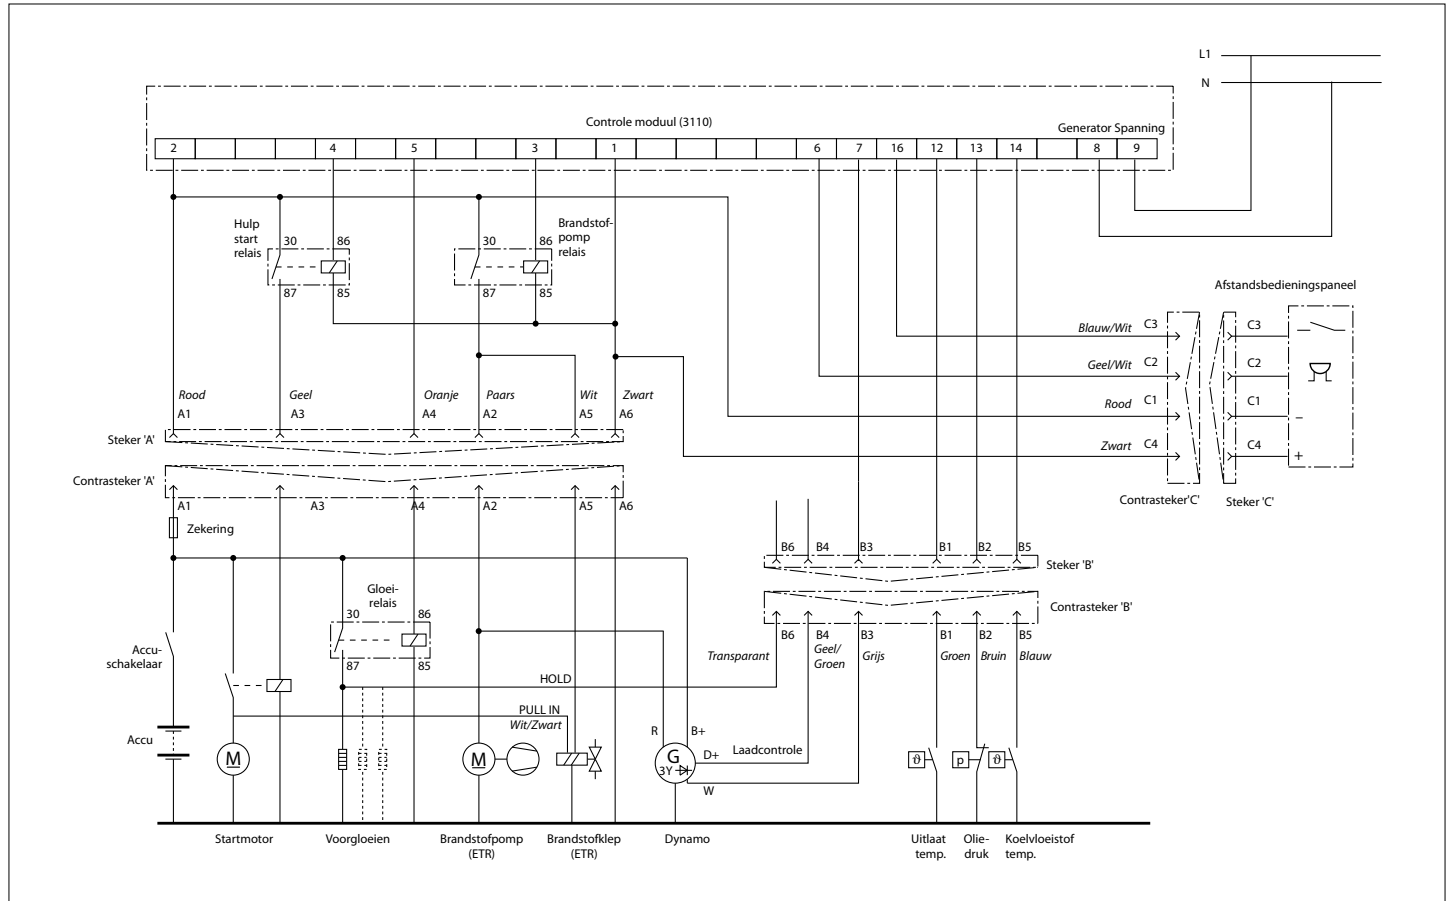 L1
N
Controle moduul (3110)
Generator Spanning
2 4 5 3 1 6 7 16 12 13 14 8 9
Hulp
start
relais
30 86
87 85
Brandstof-
pomp
relais
30 86
87 85
Afstandsbedieningspaneel
Blauw/Wit C3 C3
Geel/Wit C2 C2
Rood C1 C1 −
Zwart C4 C4 +
Contrasteker'C' Steker 'C'
Rood Geel Oranje Paars Wit Zwart
A1 A3 A4 A2 A5 A6
Steker 'A'
Contrasteker 'A'
A1 A3 A4 A2 A5 A6
Zekering
B6 B4 B3 B1 B2 B5
Steker 'B'
Contrasteker 'B'
B6 B4 B3 B1 B2 B5
Transparant Geel/ Grijs Groen Bruin Blauw
Groen
Gloei-
relais
30 86
87 85
Accu-
schakelaar
HOLD
PULL IN
Wit/Zwart
Accu
M M
R B+
G
3Y
D+ Laadcontrole
W
ϑ p ϑ
Startmotor Voorgloeien Brandstofpomp Brandstofklep Dynamo Uitlaat Olie- Koelvloeistof
(ETR) (ETR) temp. druk temp.